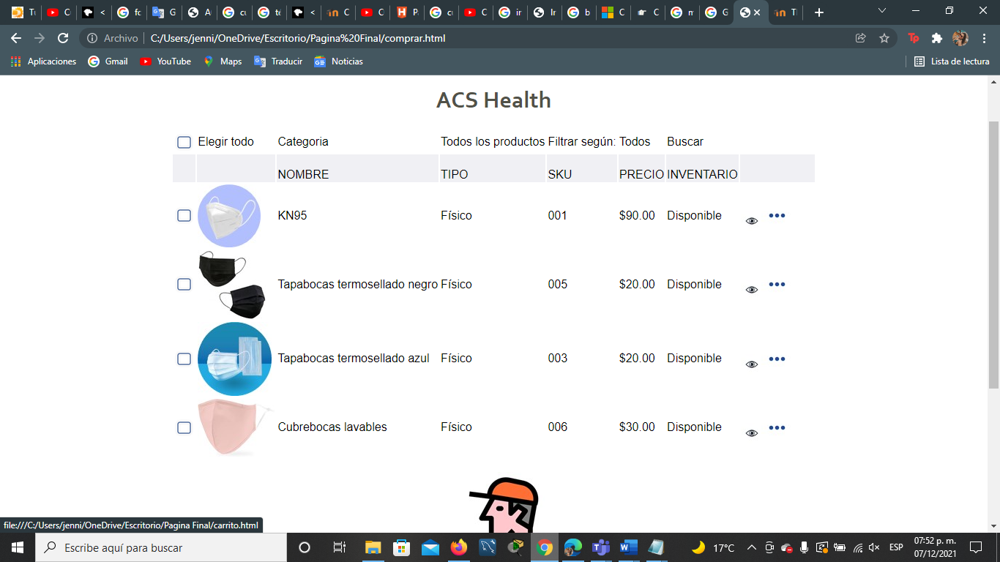 Archivo C:/Users/jenni/OneDrive/Escritorio/Pagina%20Final/comprar.html
Aplicaciones Gmail YouTube Maps Traducir Noticias Lista de lectura
ACS Health
Elegir todo Categoria Todos los productos Filtrar según: Todos Buscar
NOMBRE TIPO SKU PRECIO INVENTARIO
KN95 Físico 001 $90.00 Disponible
Tapabocas termosellado negro Físico 005 $20.00 Disponible
Tapabocas termosellado azul Físico 003 $20.00 Disponible
Cubrebocas lavables Físico 006 $30.00 Disponible
file:///C:/Users/jenni/OneDrive/Escritorio/Pagina Final/carrito.html
Escribe aquí para buscar 17°C ESP 07:52 p. m.
07/12/2021